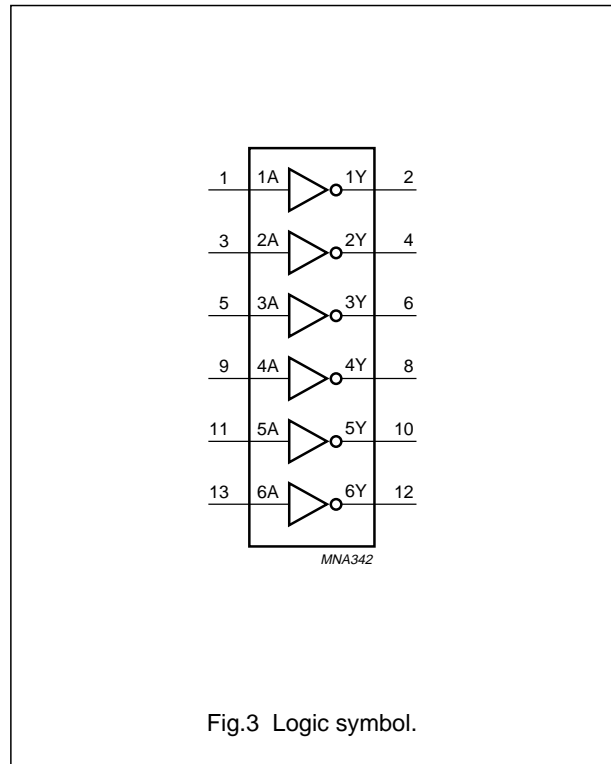 1 1A 1Y 2
3 2A 2Y 4
5 3A 3Y 6
9 4A 4Y 8
11 5A 5Y 10
13 6A 6Y 12
MNA342
Fig.3 Logic symbol.